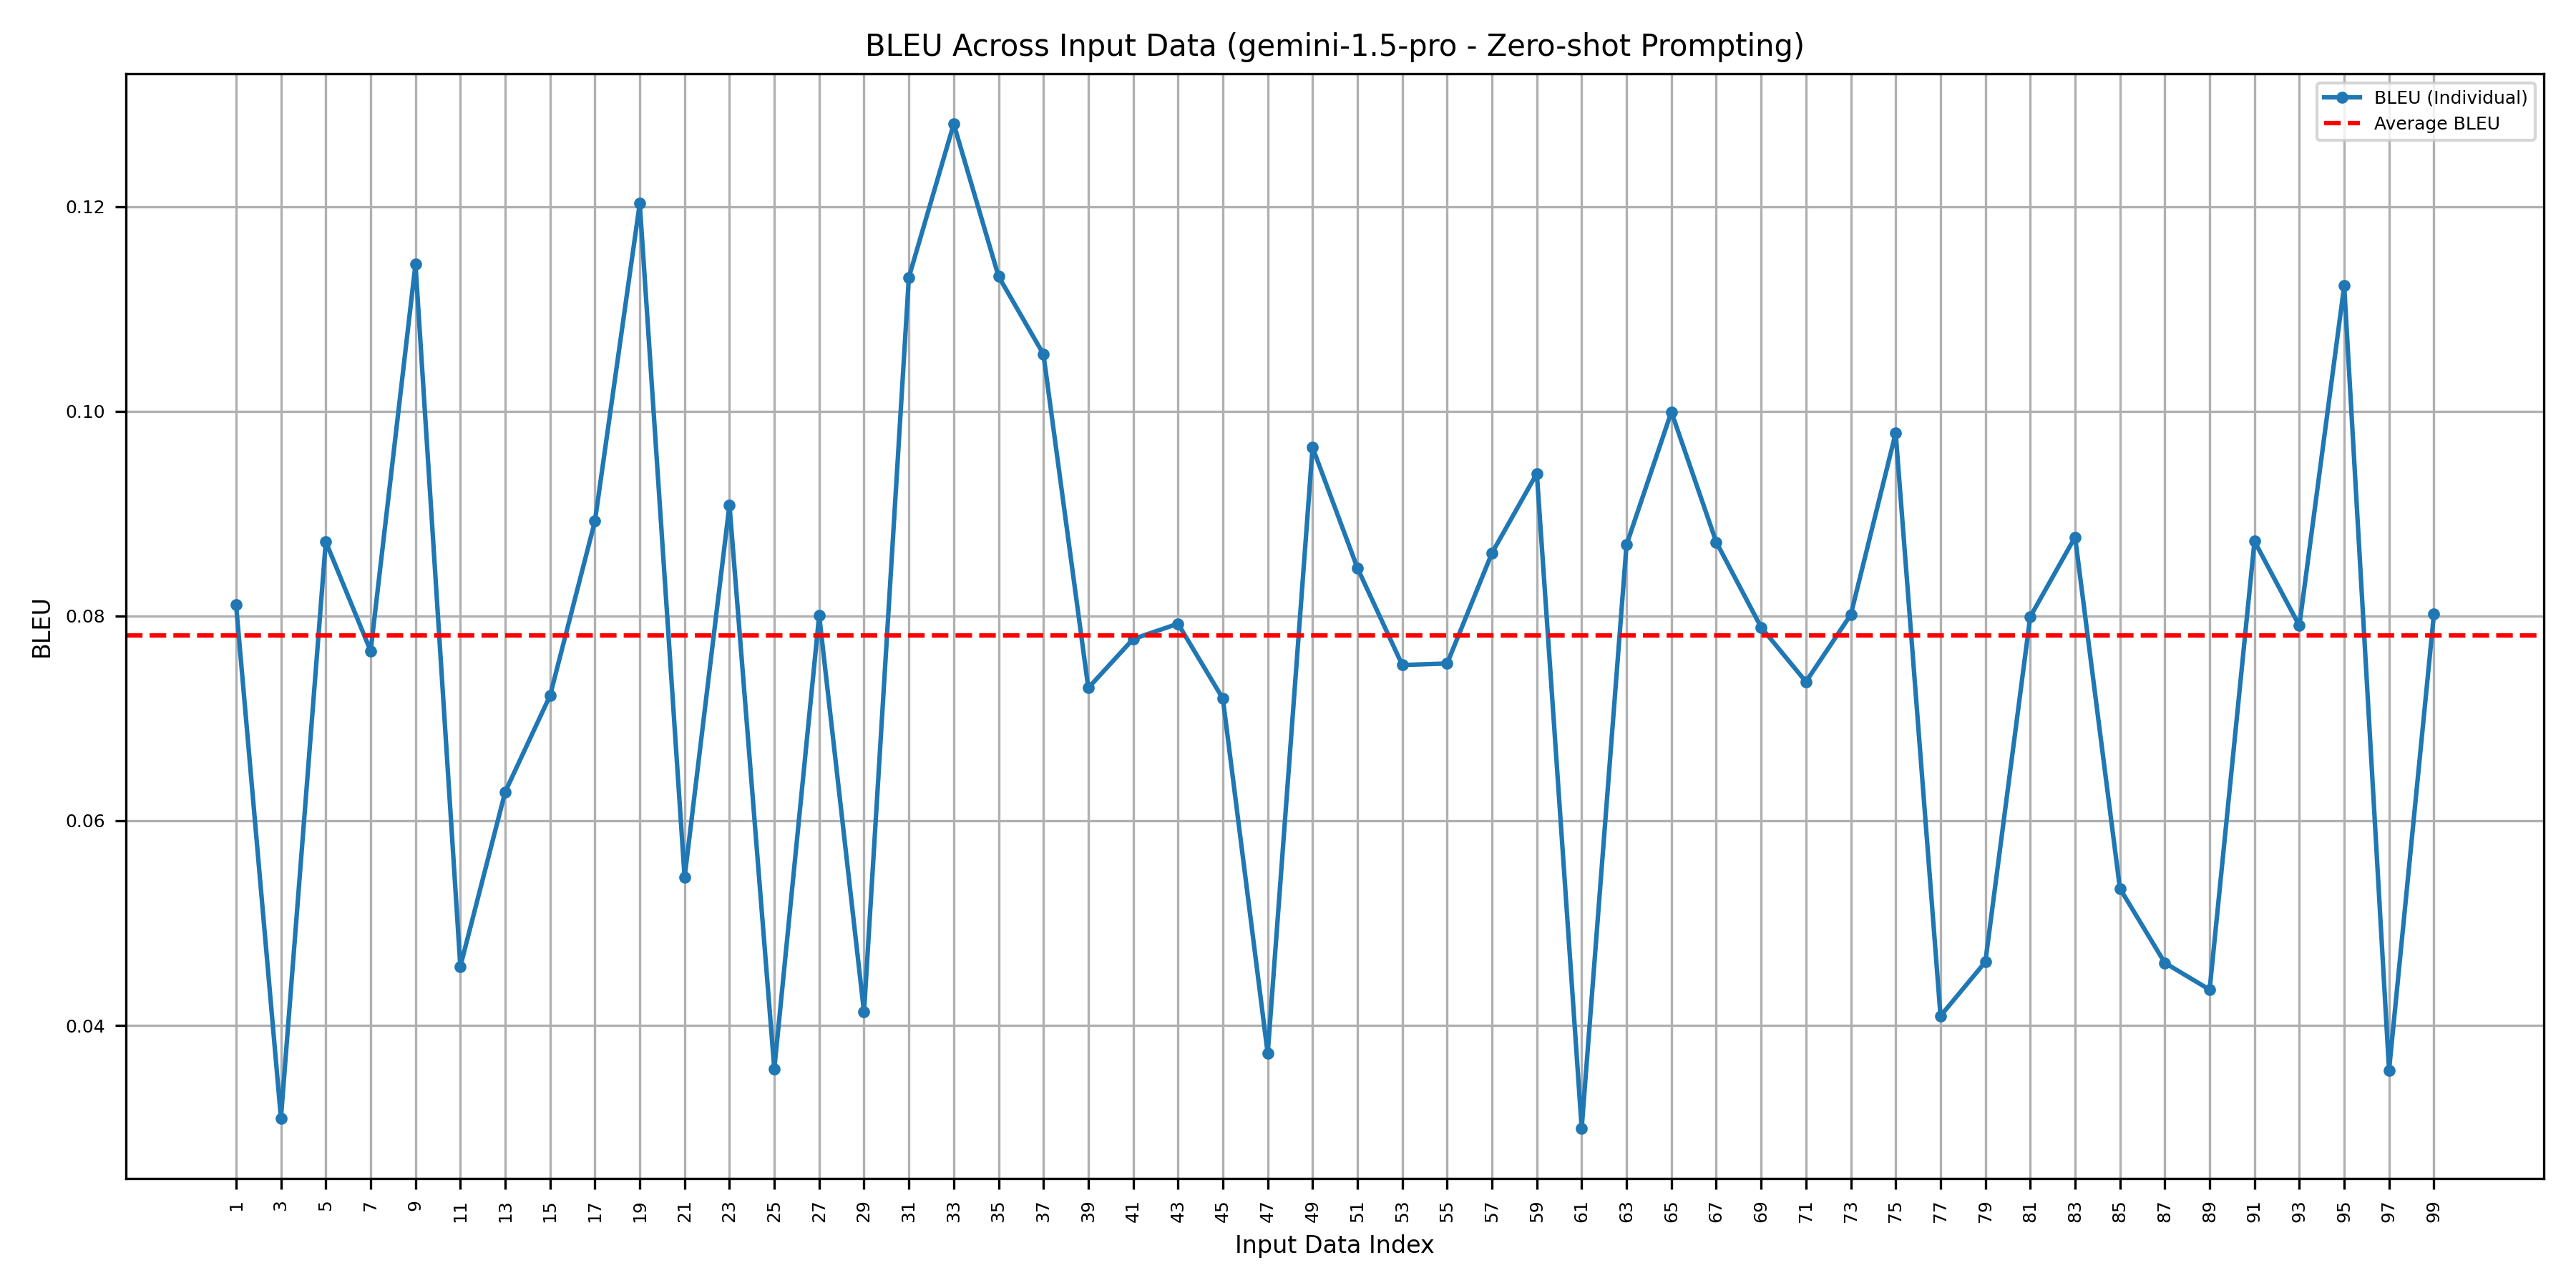 BLEU Across Input Data (gemini-1.5-pro - Zero-shot Prompting)
BLEU (Individual)
Average BLEU
0.12
0.10
0.08
0.06
0.04
BLEU
1 3 5 7 9 11 13 15 17 19 21 23 25 27 29 31 33 35 37 39 41 43 45 47 49 51 53 55 57 59 61 63 65 67 69 71 73 75 77 79 81 83 85 87 89 91 93 95 97 99
Input Data Index